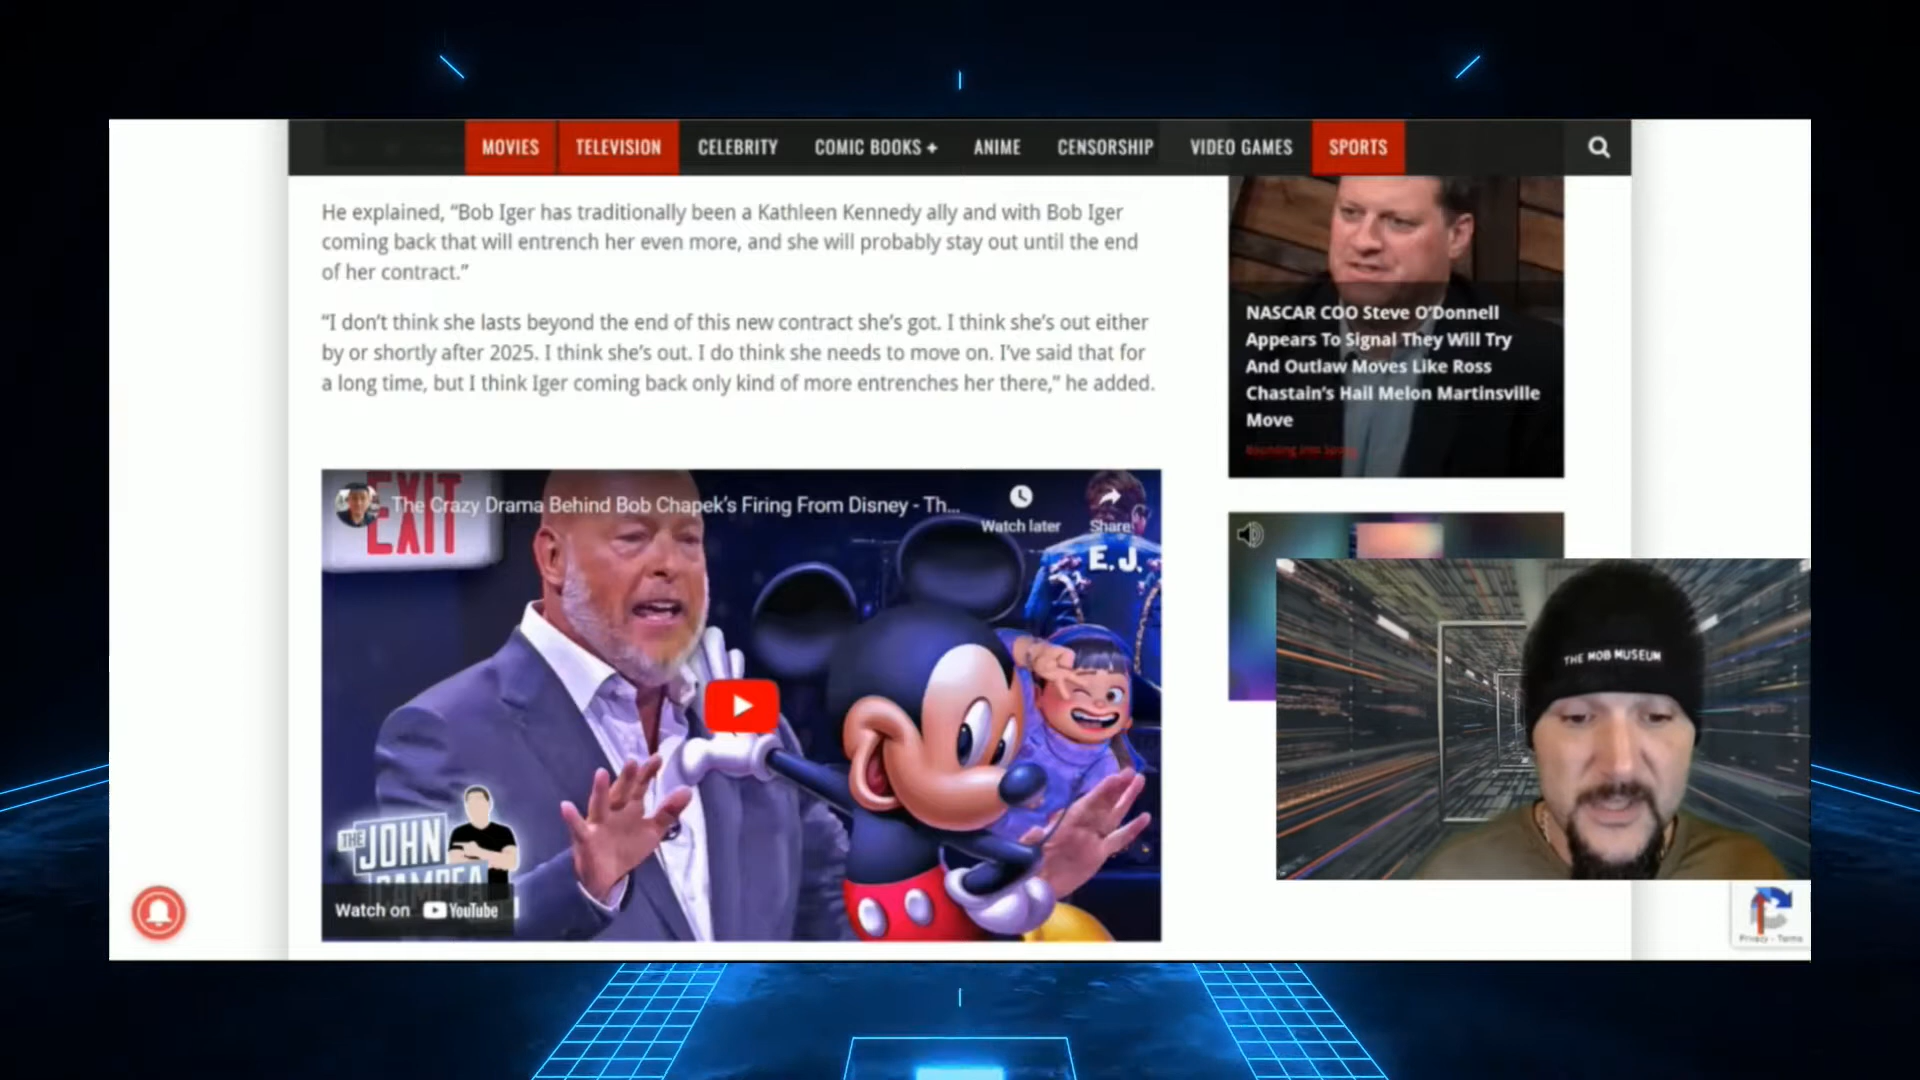 MOVIES TELEVISION CELEBRITY COMIC BOOKS + ANIME CENSORSHIP VIDEO GAMES SPORTS
He explained, “Bob Iger has traditionally been a Kathleen Kennedy ally and with Bob Iger
coming back that will entrench her even more, and she will probably stay out until the end
of her contract.”
“I don’t think she lasts beyond the end of this new contract she’s got. I think she’s out either
by or shortly after 2025. I think she’s out. I do think she needs to move on. I’ve said that for
a long time, but I think Iger coming back only kind of more entrenches her there,” he added.
NASCAR COO Steve O’Donnell
Appears To Signal They Will Try
And Outlaw Moves Like Ross
Chastain’s Hail Melon Martinsville
Move
EXIT
The Crazy Drama Behind Bob Chapek’s Firing From Disney - Th...
Watch later
Share
E.J.
THE
JOHN
CAMPEA
Watch on YouTube
THE MOB MUSEUM
Privacy - Terms